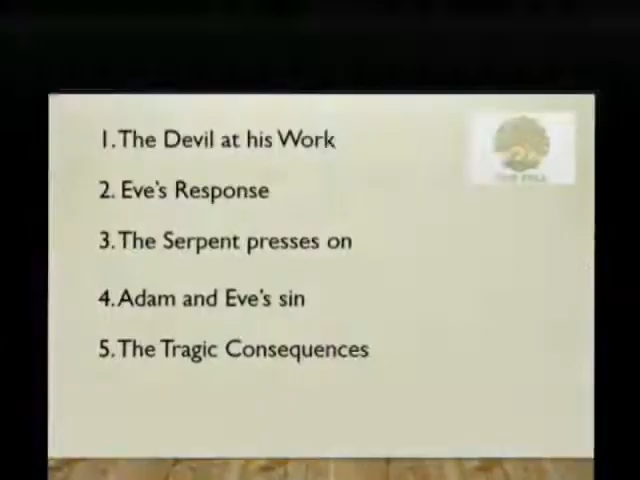 1. The Devil at his Work
2. Eve's Response
3. The Serpent presses on
4. Adam and Eve's sin
5. The Tragic Consequences